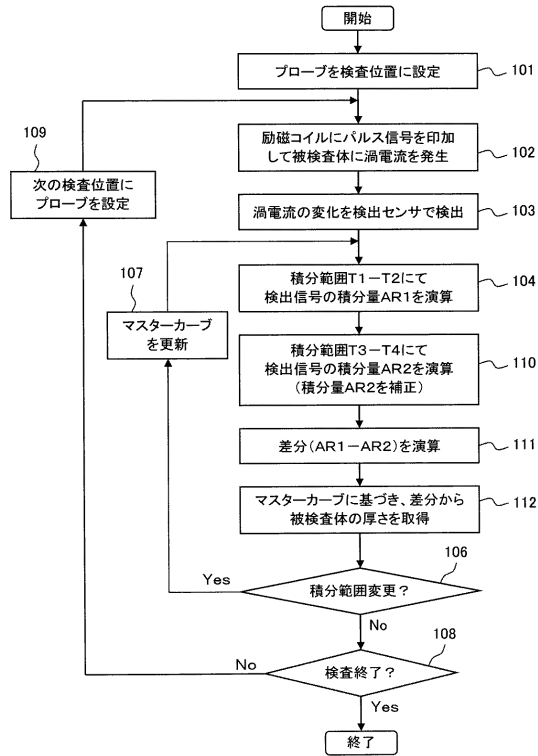 開始
プローブを検査位置に設定
101
109
励磁コイルにパルス信号を印加
して被検査体に渦電流を発生
102
次の検査位置に
プローブを設定
渦電流の変化を検出センサで検出
103
107
積分範囲T1-T2にて
検出信号の積分量AR1を演算
104
マスターカーブ
を更新
積分範囲T3-T4にて
検出信号の積分量AR2を演算
(積分量AR2を補正)
110
差分(AR1-AR2)を演算
111
マスターカーブに基づき、差分から
被検査体の厚さを取得
112
106
Yes
積分範囲変更?
No
108
No
検査終了?
Yes
終了